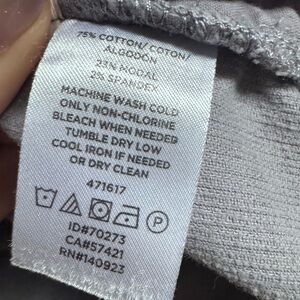 75% COTTON/COTON/
ALGODON
23% MODAL
2% SPANDEX
MACHINE WASH COLD
ONLY NON-CHLORINE
BLEACH WHEN NEEDED
TUMBLE DRY LOW
COOL IRON IF NEEDED
OR DRY CLEAN
471617
P
ID#70273
CA#57421
RN#140923